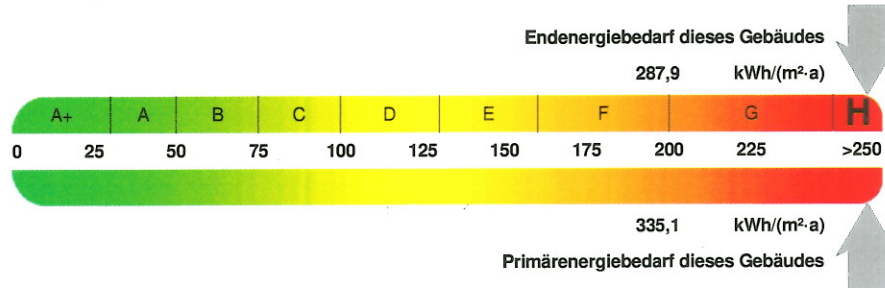 Endenergiebedarf dieses Gebäudes
287,9 kWh/(m²·a)
A+ A B C D E F G H
0 25 50 75 100 125 150 175 200 225 >250
335,1 kWh/(m²·a)
Primärenergiebedarf dieses Gebäudes